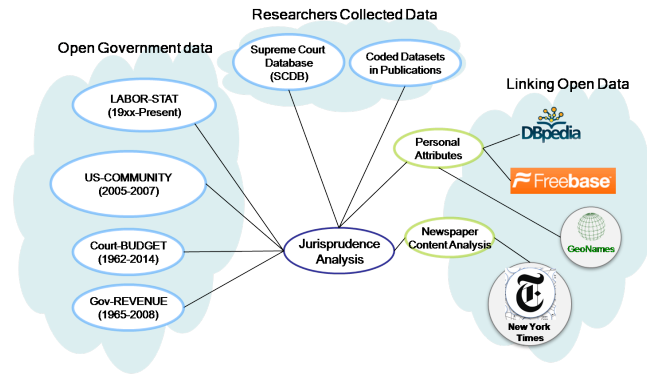 Researchers Collected Data
Open Government data
Supreme Court
Database
(SCDB)
Coded Datasets
in Publications
Linking Open Data
LABOR-STAT
(19xx-Present)
DBpedia
Personal
Attributes
US-COMMUNITY
(2005-2007)
Freebase
Court-BUDGET
(1962-2014)
Jurisprudence
Analysis
Newspaper
Content Analysis
GeoNames
Gov-REVENUE
(1965-2008)
T
New York
Times